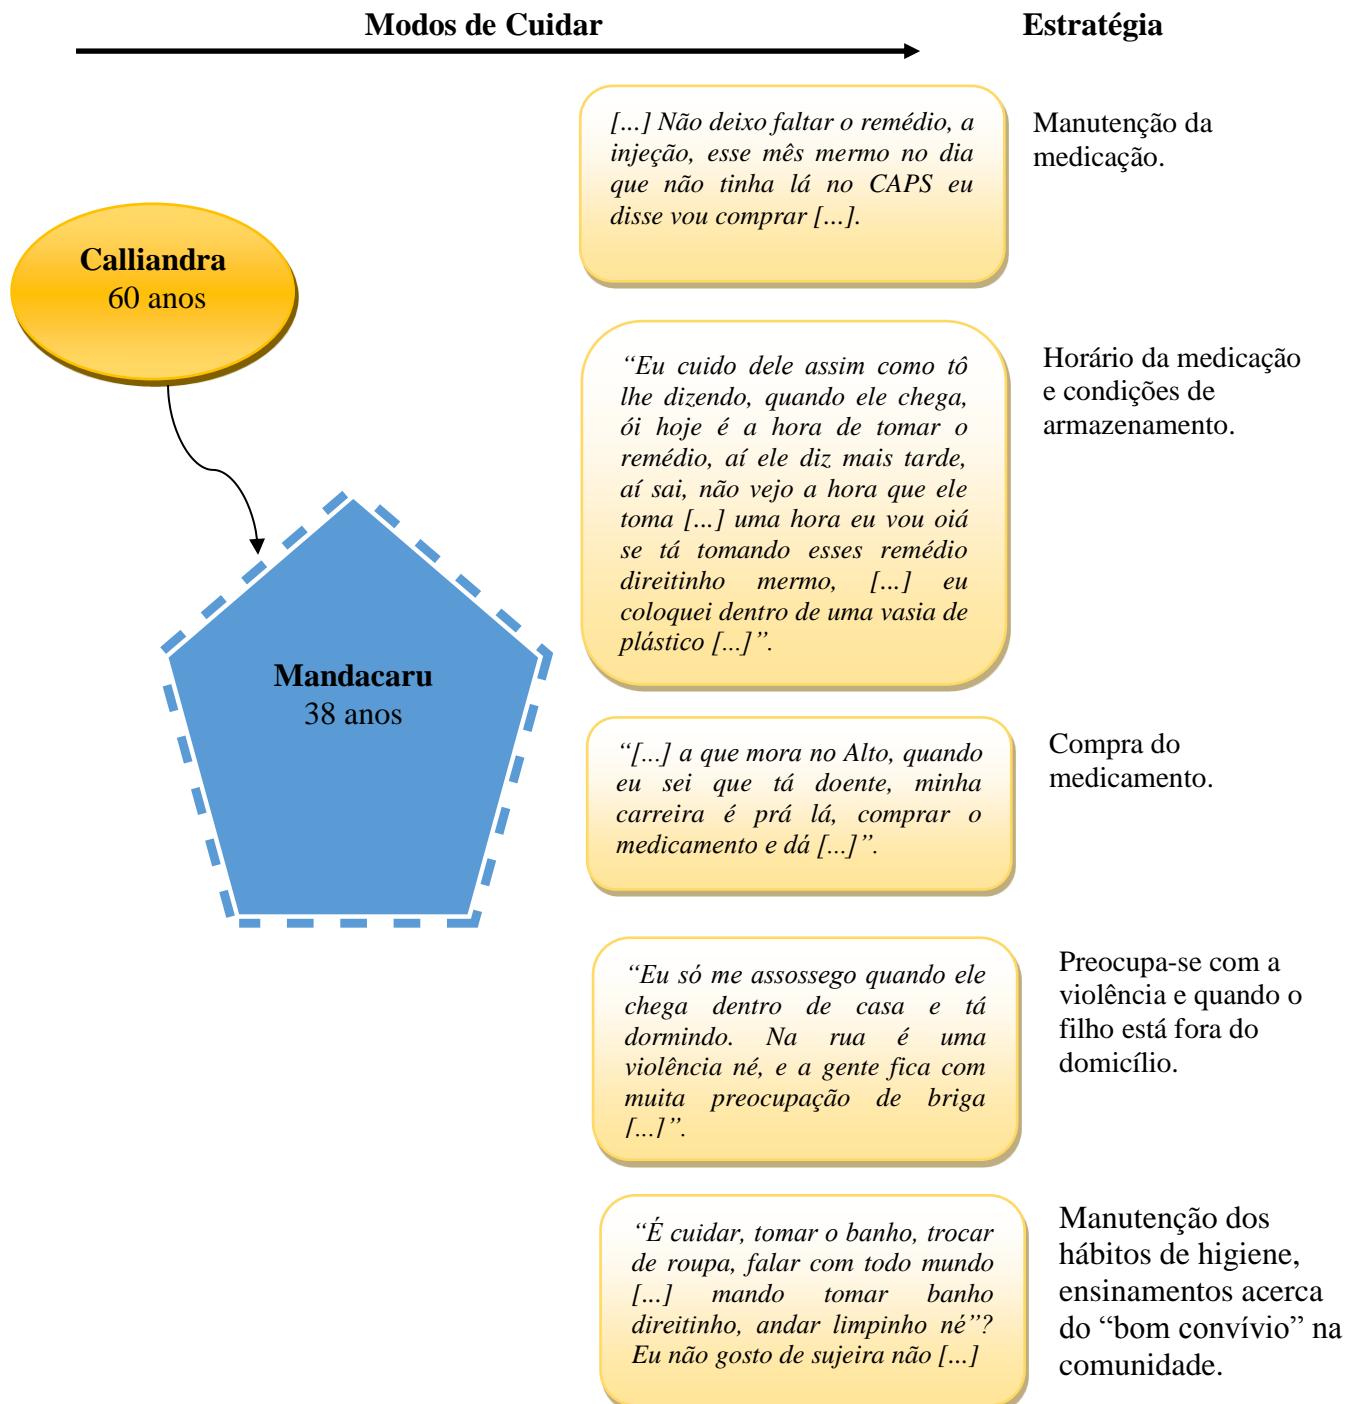 Modos de Cuidar
Estratégia
[...] Não deixo faltar o remédio, a
injeção, esse mês mermo no dia
que não tinha lá no CAPS eu
disse vou comprar [...].
Manutenção da
medicação.
Calliandra
60 anos
“Eu cuido dele assim como tô
lhe dizendo, quando ele chega,
ói hoje é a hora de tomar o
remédio, aí ele diz mais tarde,
aí sai, não vejo a hora que ele
toma [...] uma hora eu vou oiá
se tá tomando esses remédio
direitinho mermo, [...] eu
coloquei dentro de uma vasia de
plástico [...]”.
Horário da medicação
e condições de
armazenamento.
Mandacaru
38 anos
“[...] a que mora no Alto, quando
eu sei que tá doente, minha
carreira é prá lá, comprar o
medicamento e dá [...]”.
Compra do
medicamento.
“Eu só me assossego quando ele
chega dentro de casa e tá
dormindo. Na rua é uma
violência né, e a gente fica com
muita preocupação de briga
[...]”.
Preocupa-se com a
violência e quando o
filho está fora do
domicílio.
“É cuidar, tomar o banho, trocar
de roupa, falar com todo mundo
[...] mando tomar banho
direitinho, andar limpinho né”?
Eu não gosto de sujeira não [...]
Manutenção dos
hábitos de higiene,
ensinamentos acerca
do “bom convívio” na
comunidade.